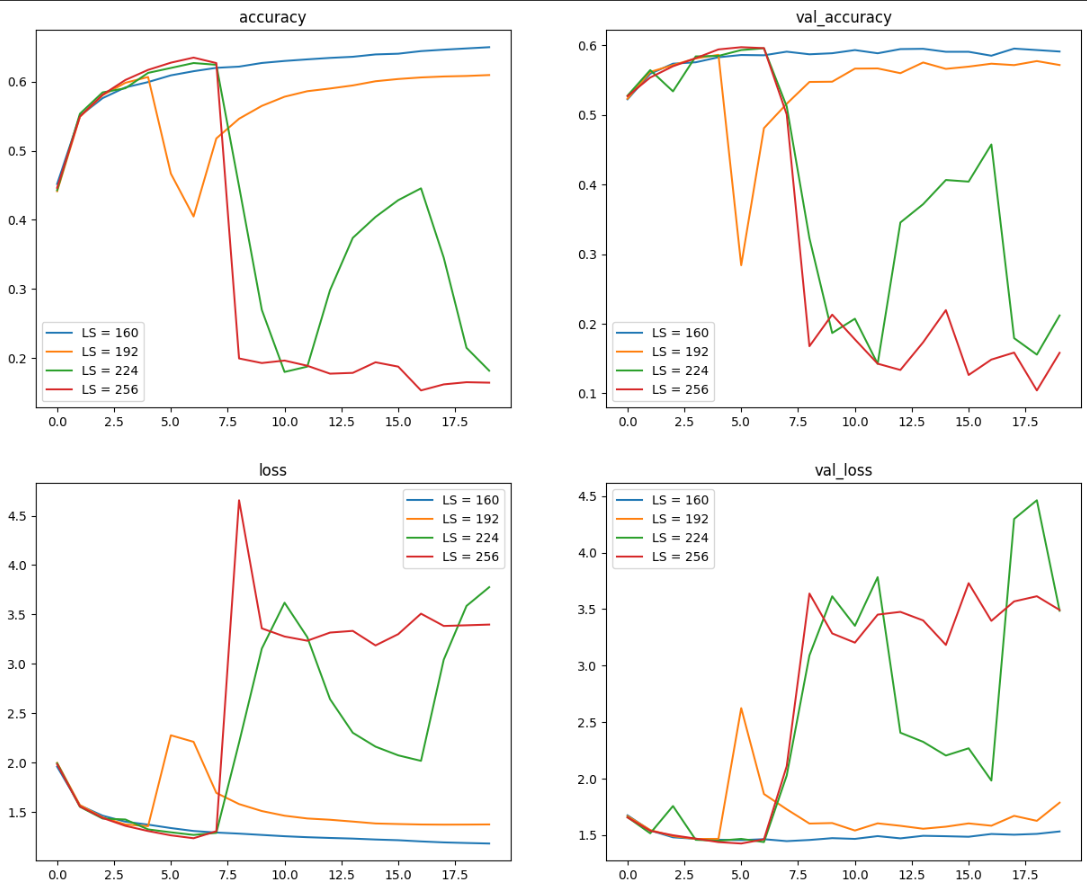 accuracy
0.6
0.5
0.4
0.3
0.2
LS = 160
LS = 192
LS = 224
LS = 256
0.0 2.5 5.0 7.5 10.0 12.5 15.0 17.5
val_accuracy
0.6
0.5
0.4
0.3
0.2
0.1
LS = 160
LS = 192
LS = 224
LS = 256
0.0 2.5 5.0 7.5 10.0 12.5 15.0 17.5
loss
4.5
4.0
3.5
3.0
2.5
2.0
1.5
LS = 160
LS = 192
LS = 224
LS = 256
0.0 2.5 5.0 7.5 10.0 12.5 15.0 17.5
val_loss
4.5
4.0
3.5
3.0
2.5
2.0
1.5
LS = 160
LS = 192
LS = 224
LS = 256
0.0 2.5 5.0 7.5 10.0 12.5 15.0 17.5